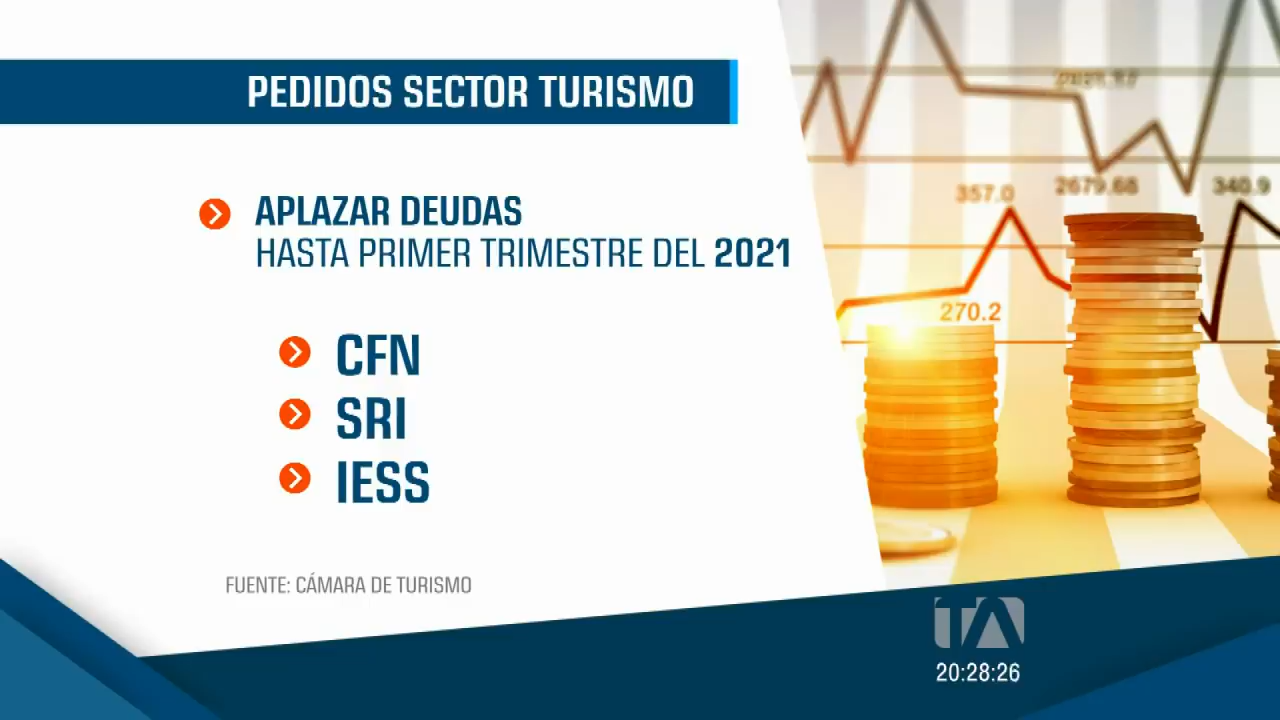 PEDIDOS SECTOR TURISMO
APLAZAR DEUDAS
HASTA PRIMER TRIMESTRE DEL 2021
CFN
SRI
IESS
FUENTE: CÁMARA DE TURISMO
357.0
2679.68
340.9
270.2
TA
20:28:26